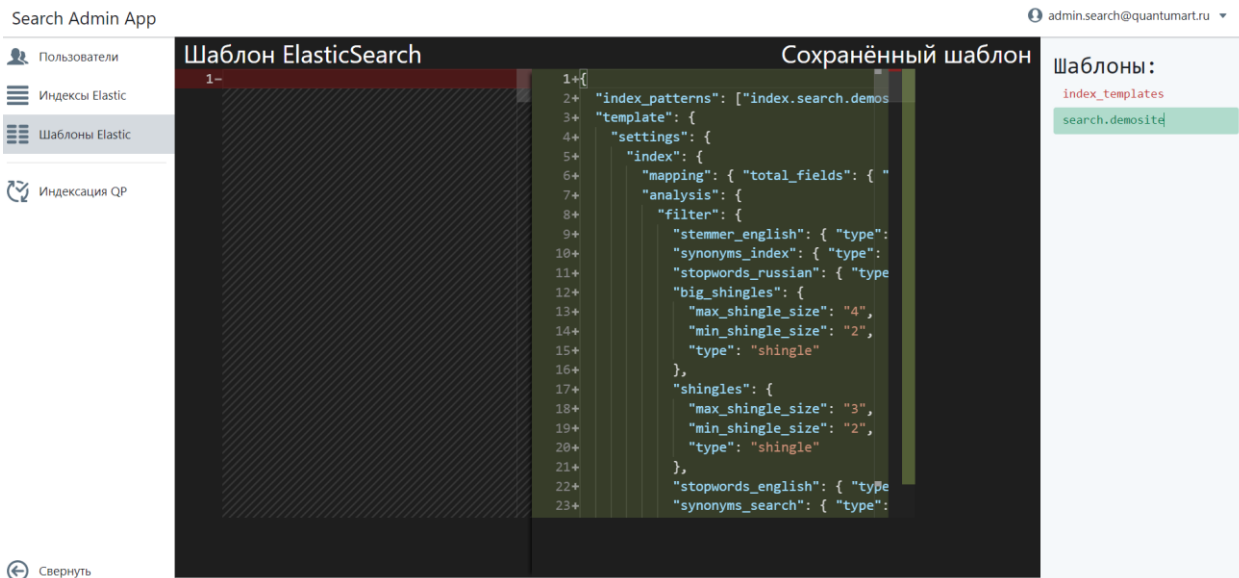 Search Admin App
admin.search@quantumart.ru
Пользователи
Индексы Elastic
Шаблоны Elastic
Индексация QP
Свернуть
Шаблон ElasticSearch
Сохранённый шаблон
1-
1+{
2+ "index_patterns": ["index.search.demos
3+ "template": {
4+ "settings": {
5+ "index": {
6+ "mapping": { "total_fields": { "
7+ "analysis": {
8+ "filter": {
9+ "stemmer_english": { "type":
10+ "synonyms_index": { "type":
11+ "stopwords_russian": { "type
12+ "big_shingles": {
13+ "max_shingle_size": "4",
14+ "min_shingle_size": "2",
15+ "type": "shingle"
16+ },
17+ "shingles": {
18+ "max_shingle_size": "3",
19+ "min_shingle_size": "2",
20+ "type": "shingle"
21+ },
22+ "stopwords_english": { "type
23+ "synonyms_search": { "type":
Шаблоны:
index_templates
search.demosite